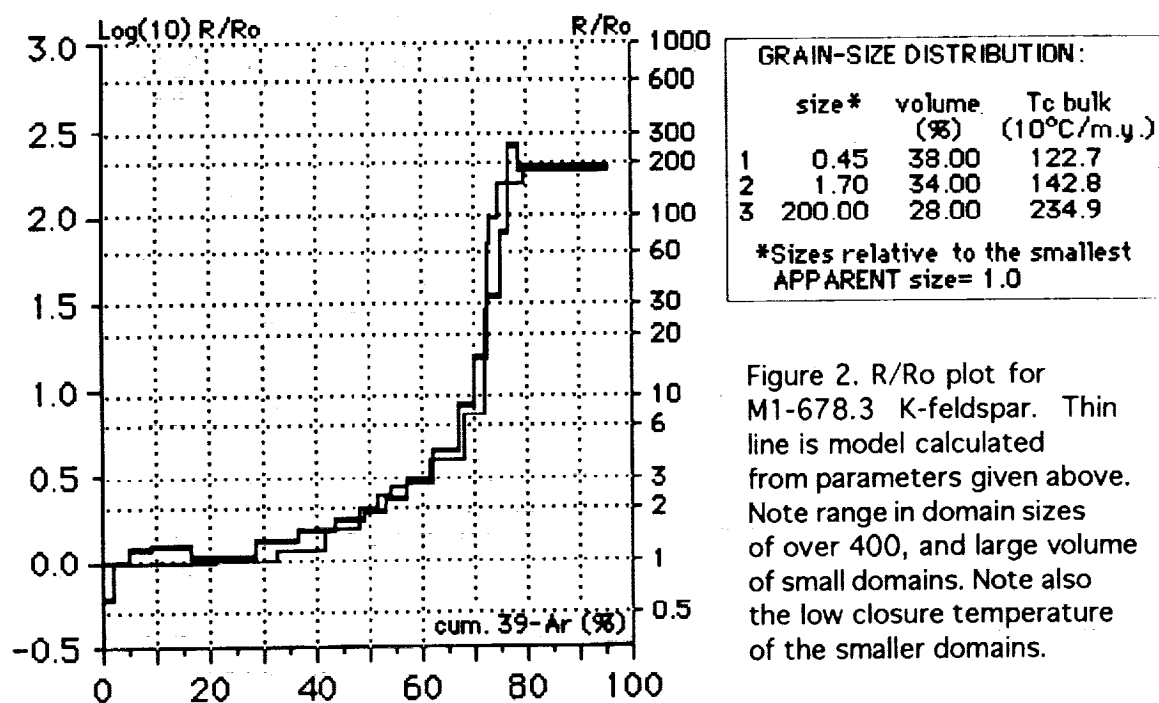 Log(10) R/Ro
R/Ro
3.0
2.5
2.0
1.5
1.0
0.5
0.0
-0.5
1000
600
300
200
100
60
30
20
10
6
3
2
1
0.5
cum. 39-Ar (%)
0 20 40 60 80 100
GRAIN-SIZE DISTRIBUTION:
size* volume Tc bulk
(%) (10°C/m.y.)
1 0.45 38.00 122.7
2 1.70 34.00 142.8
3 200.00 28.00 234.9
*Sizes relative to the smallest
APPARENT size= 1.0
Figure 2. R/Ro plot for
M1-678.3 K-feldspar. Thin
line is model calculated
from parameters given above.
Note range in domain sizes
of over 400, and large volume
of small domains. Note also
the low closure temperature
of the smaller domains.